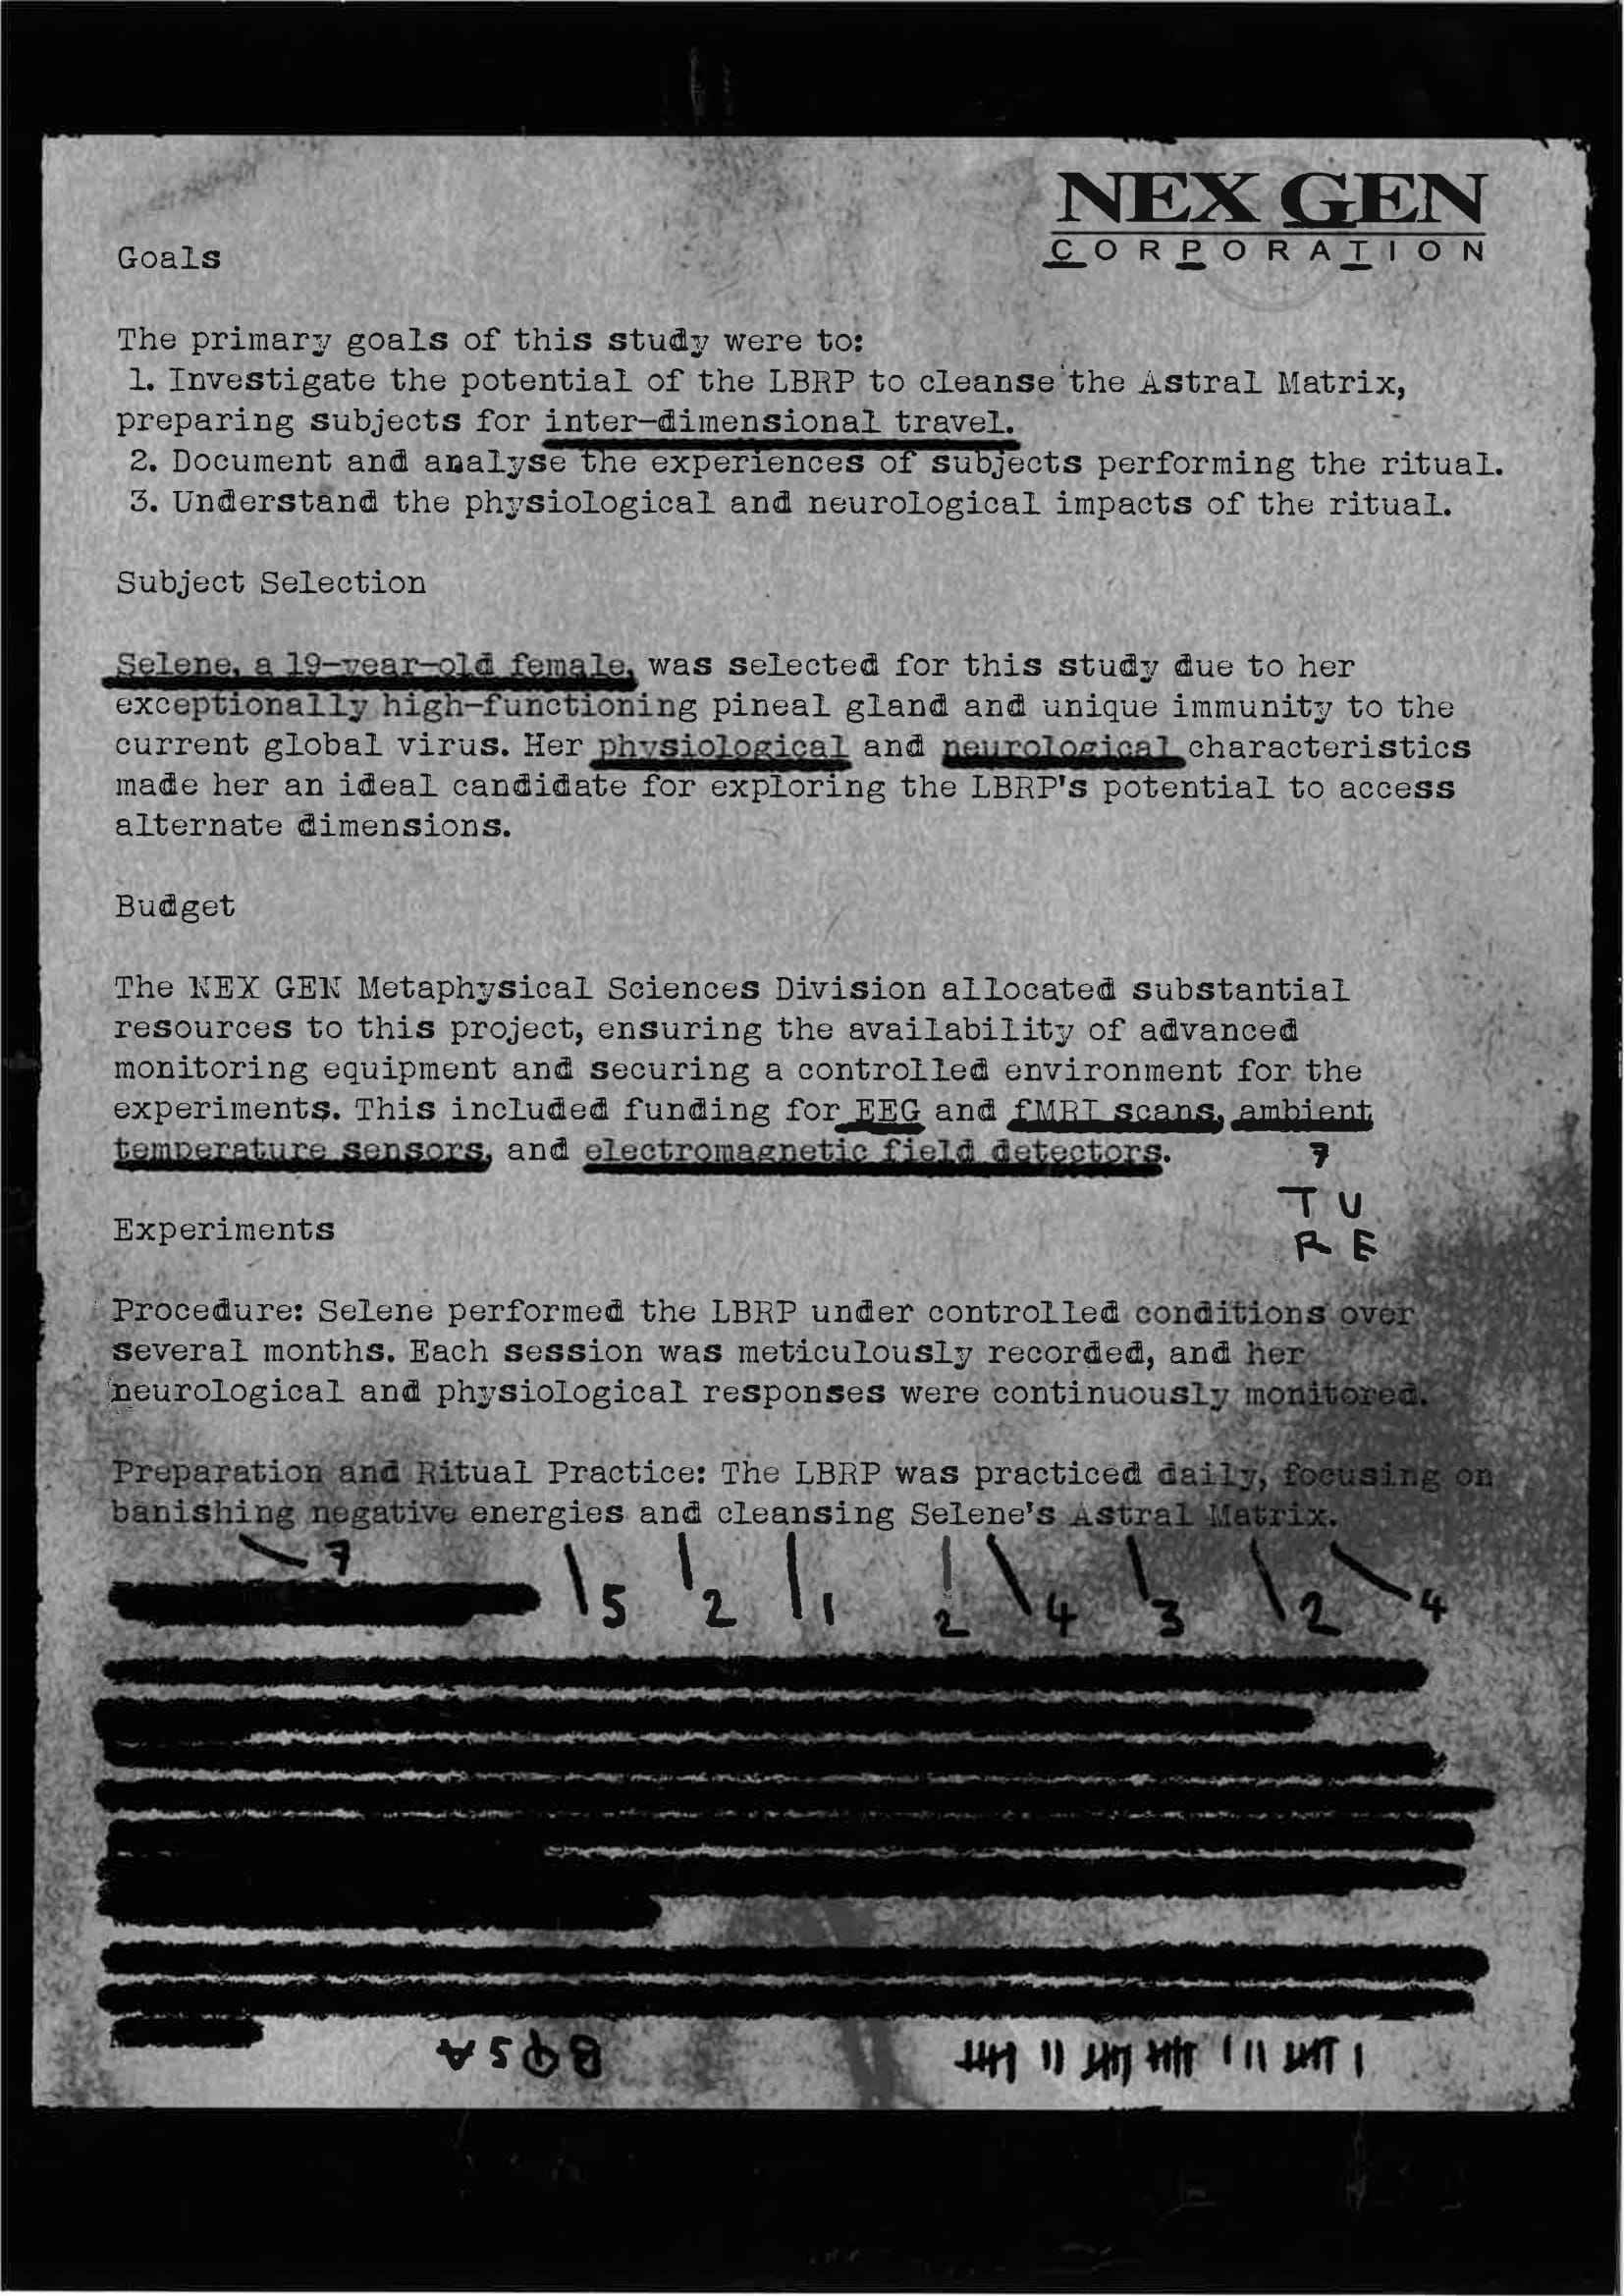 NEX GEN
CORPORATION
Goals
The primary goals of this study were to:
1. Investigate the potential of the LBRP to cleanse the Astral Matrix,
preparing subjects for inter-dimensional travel.
2. Document and analyse the experiences of subjects performing the ritual.
3. Understand the physiological and neurological impacts of the ritual.
Subject Selection
Selene, a 19-year-old female, was selected for this study due to her
exceptionally high-functioning pineal gland and unique immunity to the
current global virus. Her physiological and neurological characteristics
made her an ideal candidate for exploring the LBRP's potential to access
alternate dimensions.
Budget
The NEX GEN Metaphysical Sciences Division allocated substantial
resources to this project, ensuring the availability of advanced
monitoring equipment and securing a controlled environment for the
experiments. This included funding for EEG and fMRI scans, ambient
temperature sensors, and electromagnetic field detectors.
7
T U
R E
Experiments
Procedure: Selene performed the LBRP under controlled conditions over
several months. Each session was meticulously recorded, and her
neurological and physiological responses were continuously monitored.
Preparation and Ritual Practice: The LBRP was practiced daily, focusing on
banishing negative energies and cleansing Selene's Astral Matrix.
7 5 2 1 2 4 3 2 4